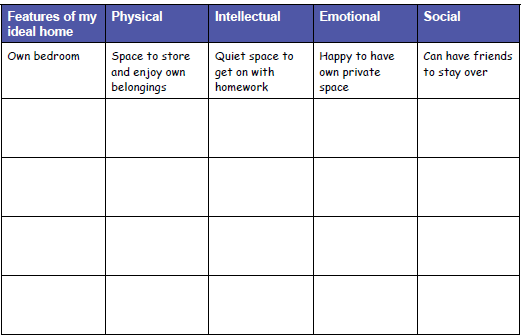 Features of my
ideal home
Physical
Intellectual
Emotional
Social
Own bedroom
Space to store
and enjoy own
belongings
Quiet space to
get on with
homework
Happy to have
own private
space
Can have friends
to stay over